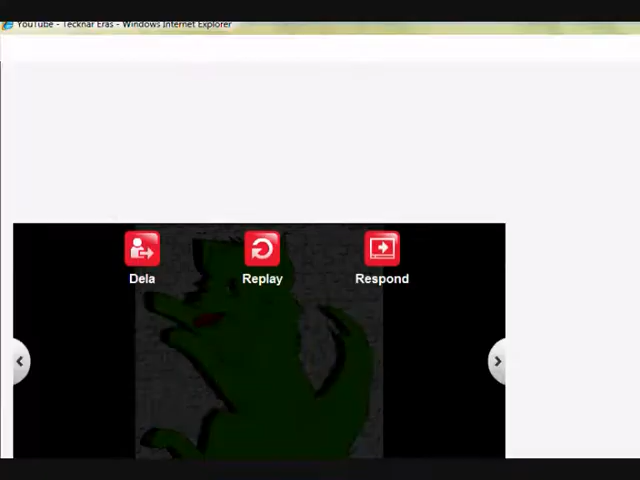 YouTube - Tecknar Eras - Windows Internet Explorer
Dela Replay Respond